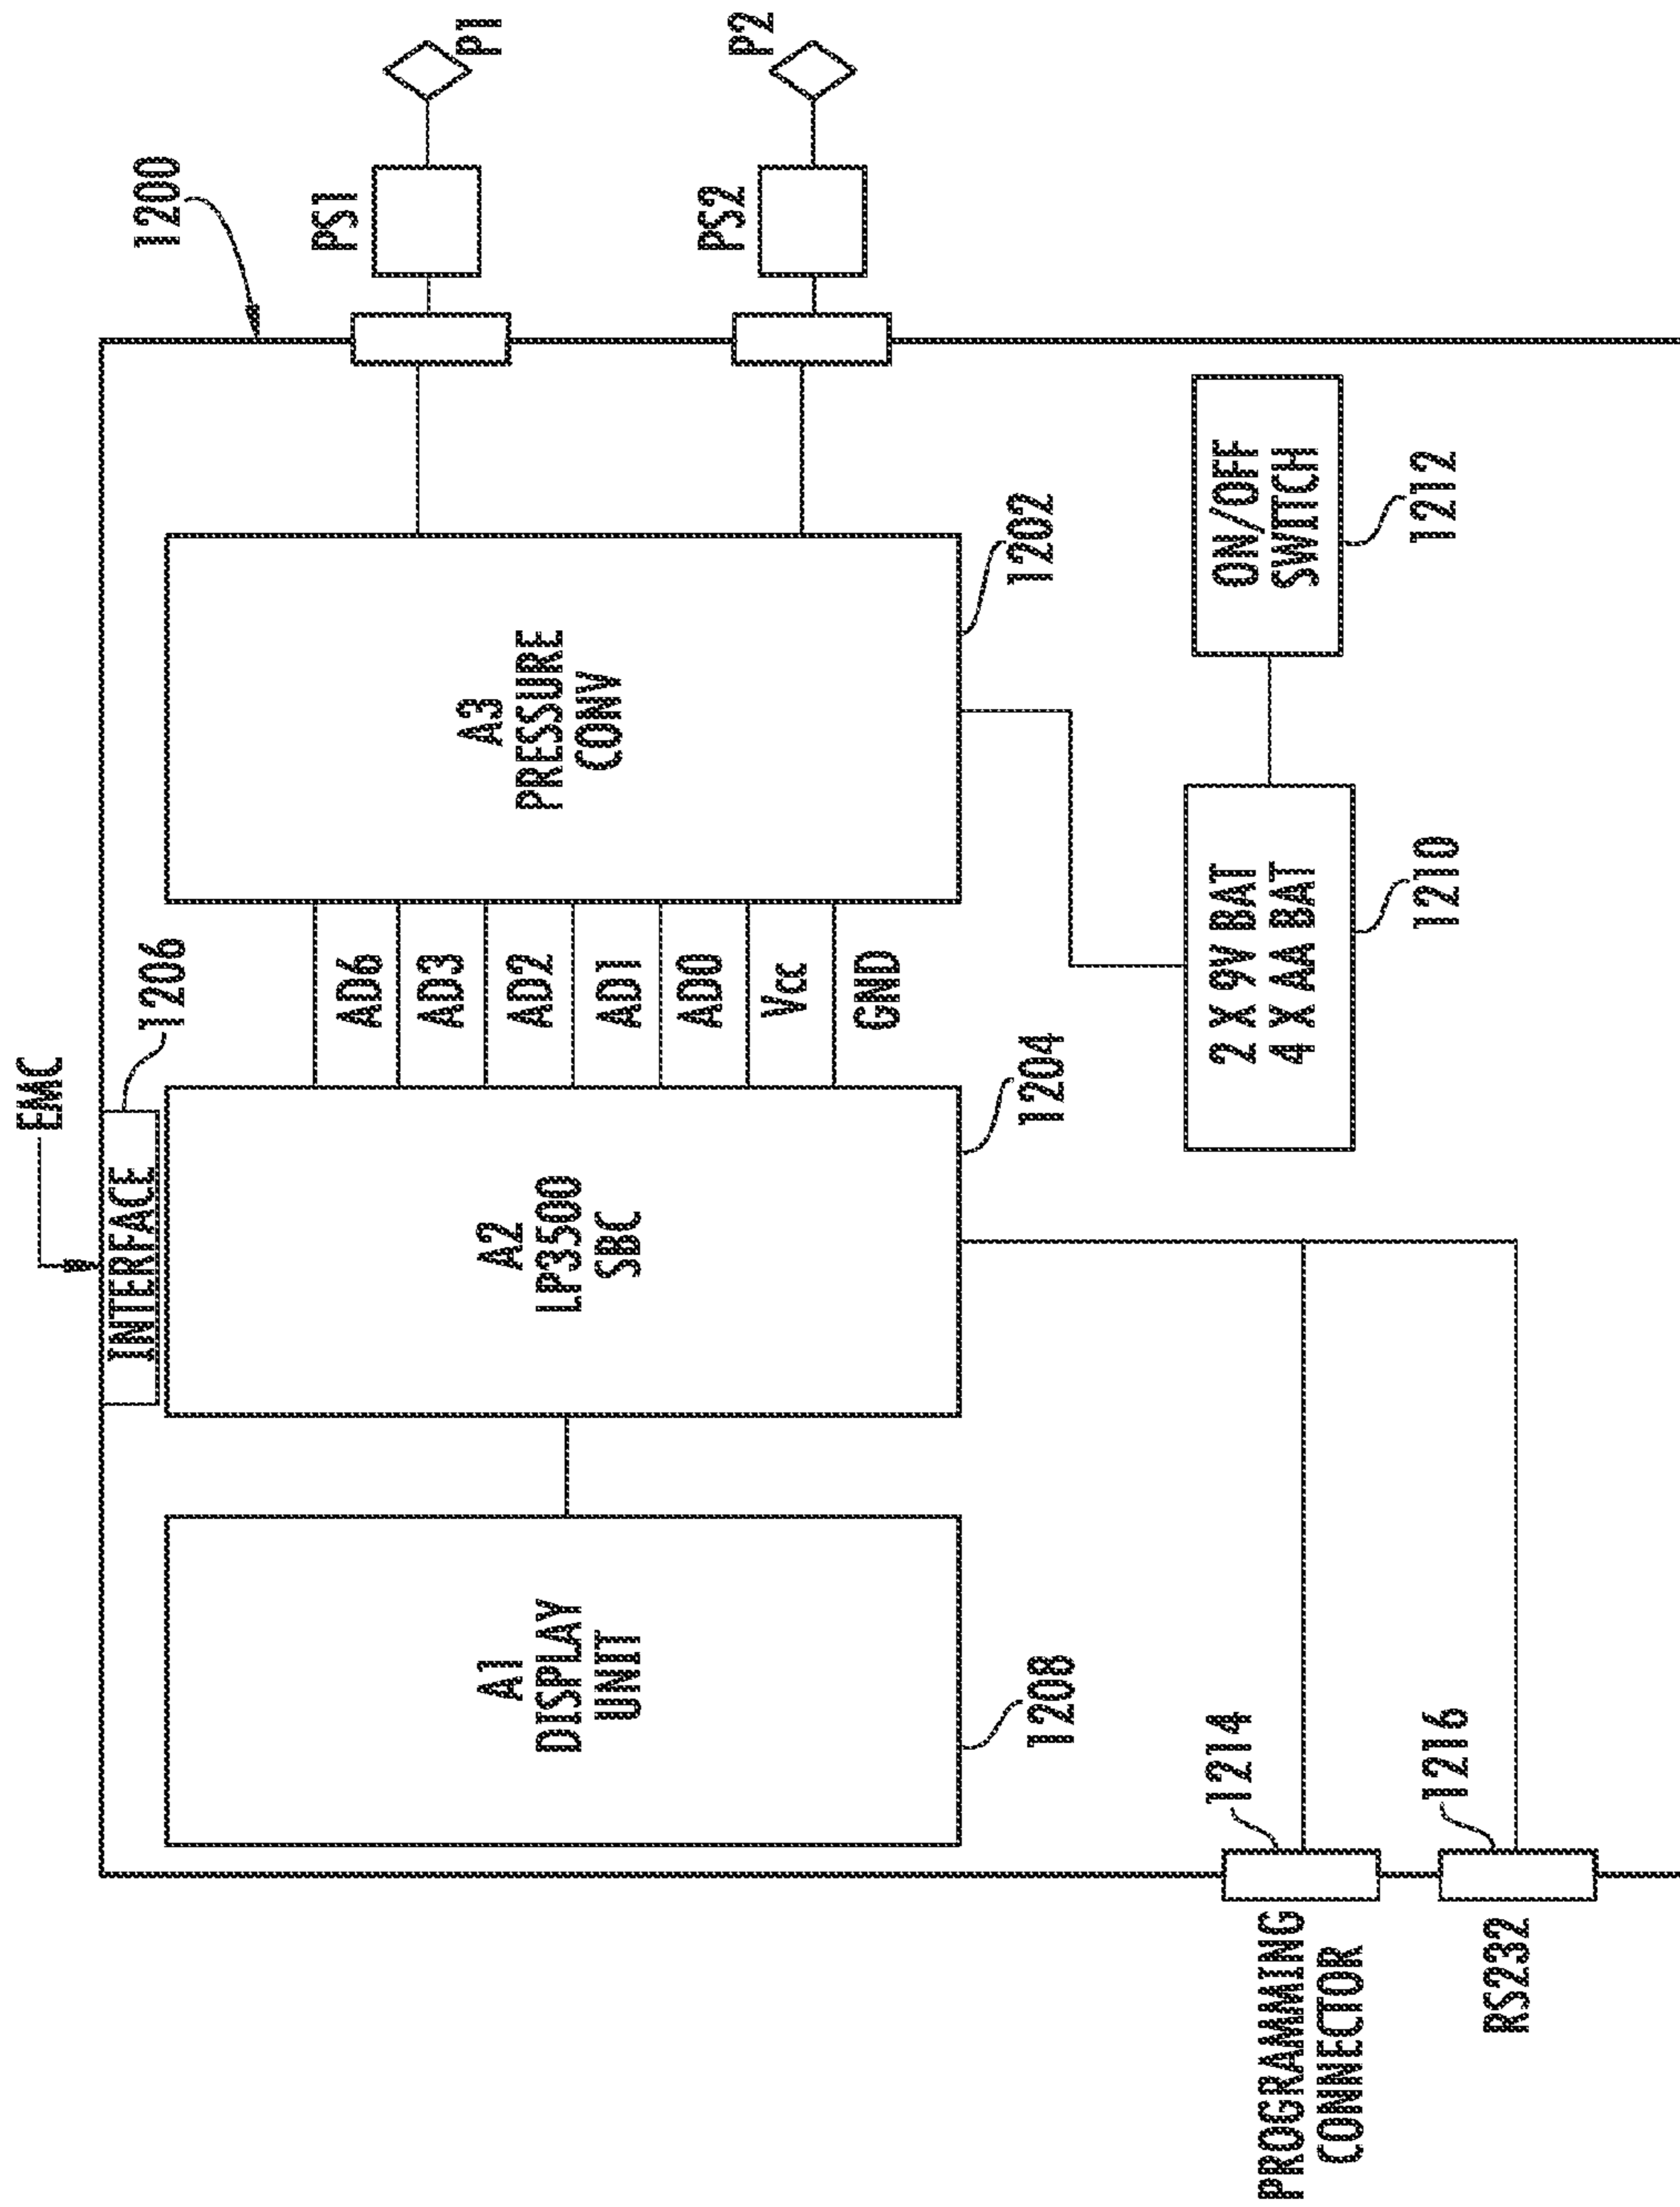 EMC
1200
INTERFACE
1206
PS1
P1
PS2
P2
A1
DISPLAY
UNIT
1208
A2
LP3500
SBC
1204
AD6
AD3
AD2
AD1
AD0
Vcc
GND
A3
PRESSURE
CONV
1202
2 X 9V BAT
4 X AA BAT
1210
ON/OFF
SWITCH
1212
PROGRAMMING
CONNECTOR
1214
RS232
1216